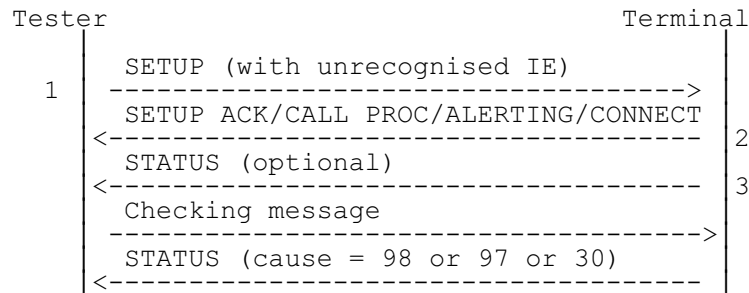 Tester Terminal
SETUP (with unrecognised IE)
1
SETUP ACK/CALL PROC/ALERTING/CONNECT
2
STATUS (optional)
3
Checking message
STATUS (cause = 98 or 97 or 30)